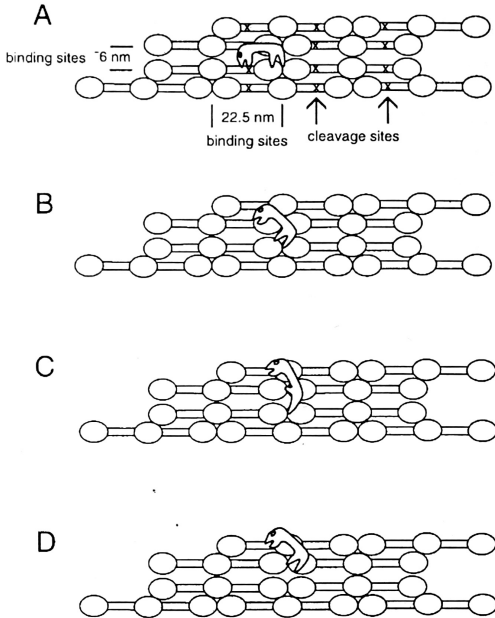 A
binding sites ~6 nm
22.5 nm
binding sites
cleavage sites
x x
x x
x x
x x x
B
C
D